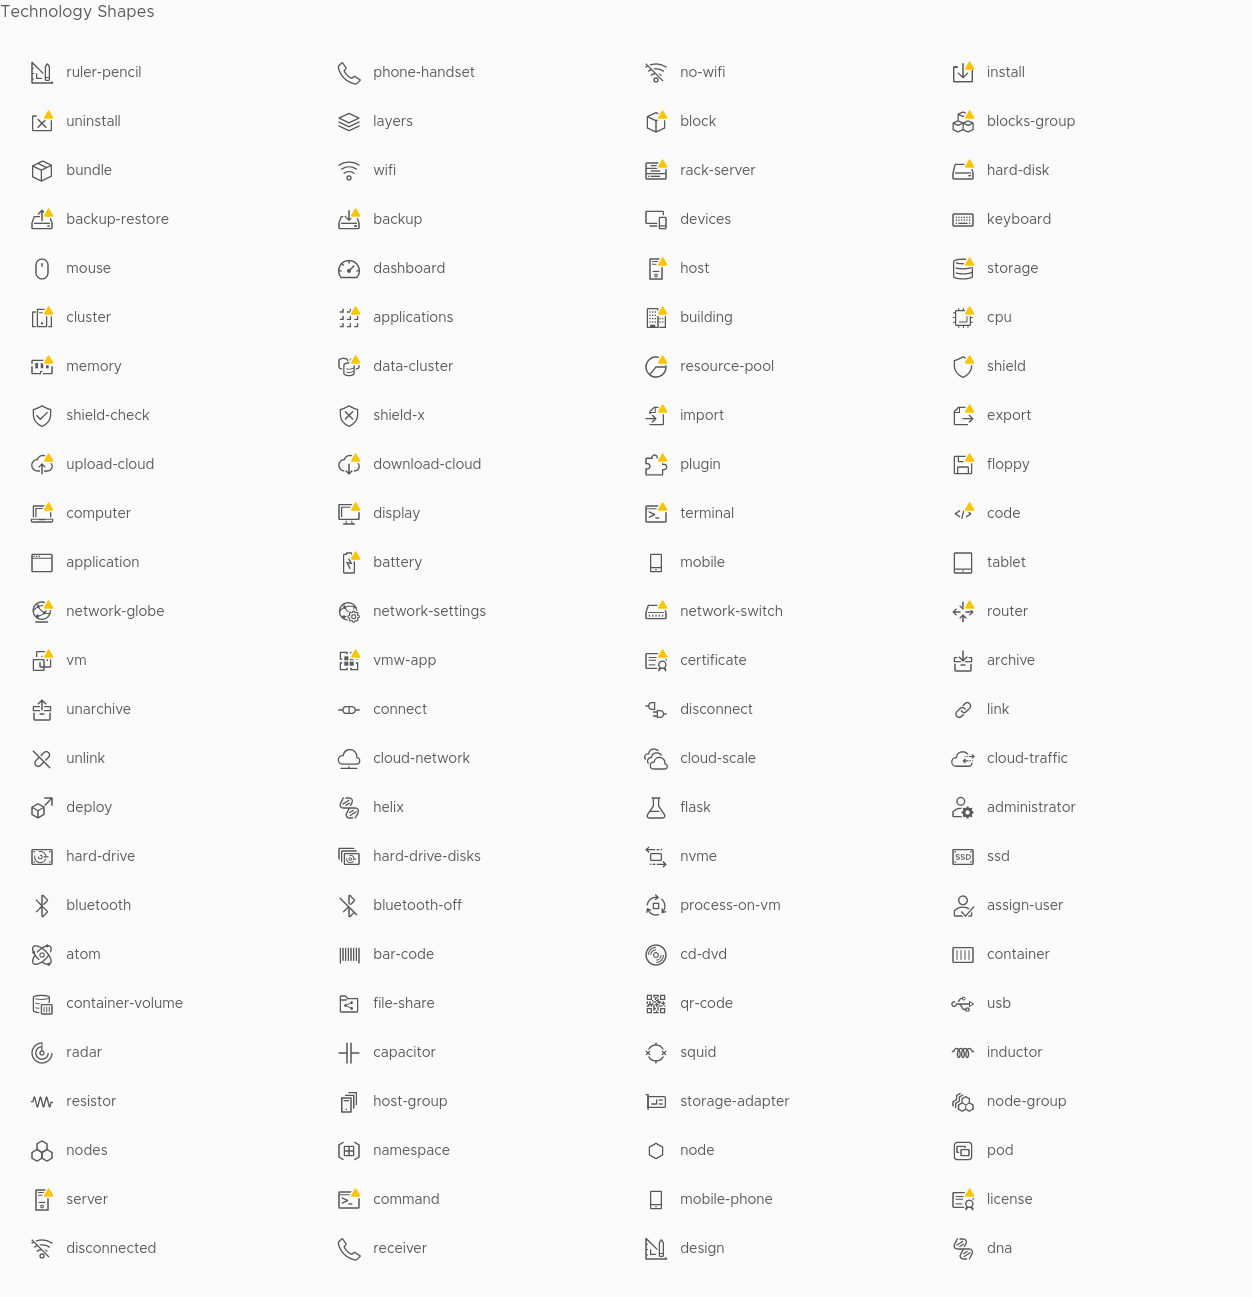 Technology Shapes
ruler-pencil phone-handset no-wifi install
uninstall layers block blocks-group
bundle wifi rack-server hard-disk
backup-restore backup devices keyboard
mouse dashboard host storage
cluster applications building cpu
memory data-cluster resource-pool shield
shield-check shield-x import export
upload-cloud download-cloud plugin floppy
computer display terminal code
application battery mobile tablet
network-globe network-settings network-switch router
vm vmw-app certificate archive
unarchive connect disconnect link
unlink cloud-network cloud-scale cloud-traffic
deploy helix flask administrator
hard-drive hard-drive-disks nvme SSD ssd
bluetooth bluetooth-off process-on-vm assign-user
atom bar-code cd-dvd container
container-volume file-share qr-code usb
radar capacitor squid inductor
resistor host-group storage-adapter node-group
nodes namespace node pod
server command mobile-phone license
disconnected receiver design dna